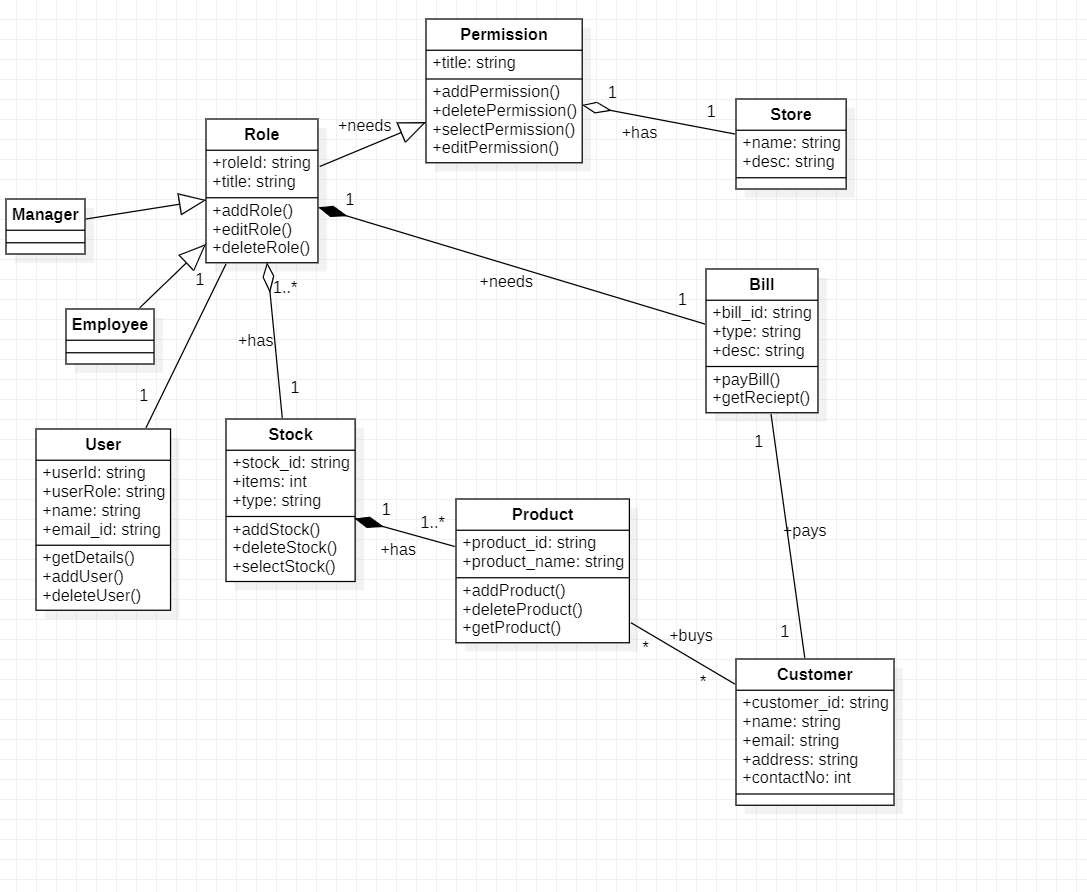 Permission
+title: string
+addPermission()
+deletePermission()
+selectPermission()
+editPermission()
1
1
+has
Store
+name: string
+desc: string
+needs
Role
+roleId: string
+title: string
+addRole()
+editRole()
+deleteRole()
Manager
Employee
1
1
1
+needs
1
1..*
+has
1
Bill
+bill_id: string
+type: string
+desc: string
+payBill()
+getReciept()
User
+userId: string
+userRole: string
+name: string
+email_id: string
+getDetails()
+addUser()
+deleteUser()
Stock
+stock_id: string
+items: int
+type: string
+addStock()
+deleteStock()
+selectStock()
1
1..*
+has
Product
+product_id: string
+product_name: string
+addProduct()
+deleteProduct()
+getProduct()
1
+pays
1
+buys
*
*
Customer
+customer_id: string
+name: string
+email: string
+address: string
+contactNo: int